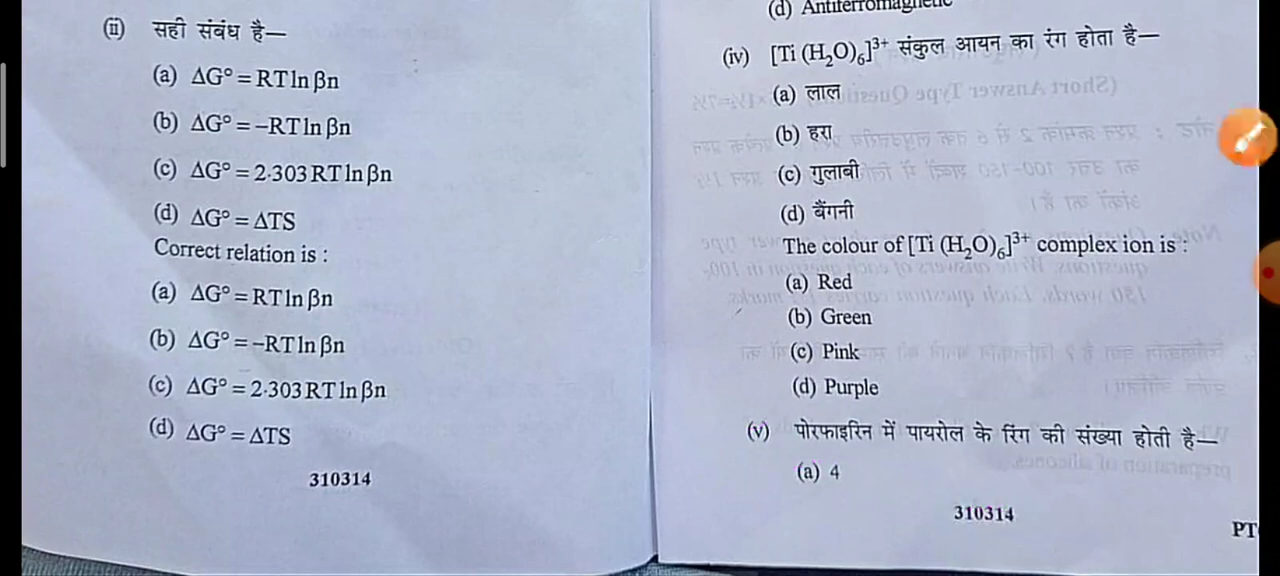 (ii) सही संबंध है—
(a) ΔG° = RT ln βn
(b) ΔG° = –RT ln βn
(c) ΔG° = 2·303 RT ln βn
(d) ΔG° = ΔTS
Correct relation is :
(a) ΔG° = RT ln βn
(b) ΔG° = –RT ln βn
(c) ΔG° = 2·303 RT ln βn
(d) ΔG° = ΔTS
310314
(d) Antiferromagnetic
(iv) [Ti (H₂O)₆]³⁺ संकुल आयन का रंग होता है—
(a) लाल
(b) हरा
(c) गुलाबी
(d) बैंगनी
The colour of [Ti (H₂O)₆]³⁺ complex ion is :
(a) Red
(b) Green
(c) Pink
(d) Purple
(v) पोरफाइरिन में पायरोल के रिंग की संख्या होती है—
(a) 4
310314